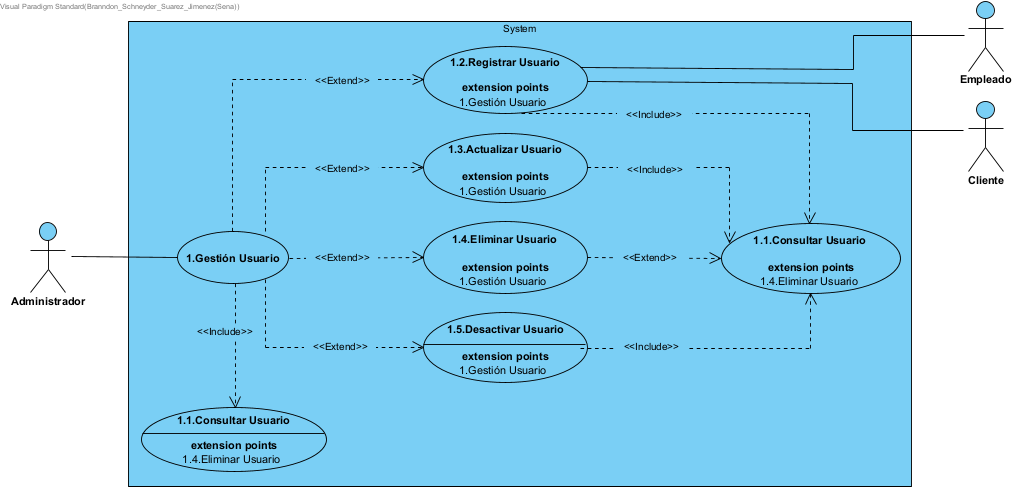 Visual Paradigm Standard(Branndon_Schneyder_Suarez_Jimenez(Sena))
System
1.2.Registrar Usuario
extension points
1.Gestión Usuario
<<Extend>>
<<Include>>
Empleado
Cliente
1.3.Actualizar Usuario
extension points
1.Gestión Usuario
<<Extend>>
<<Include>>
Administrador
1.Gestión Usuario
<<Extend>>
1.4.Eliminar Usuario
extension points
1.Gestión Usuario
<<Extend>>
1.1.Consultar Usuario
extension points
1.4.Eliminar Usuario
<<Include>>
<<Extend>>
1.5.Desactivar Usuario
extension points
1.Gestión Usuario
<<Include>>
1.1.Consultar Usuario
extension points
1.4.Eliminar Usuario